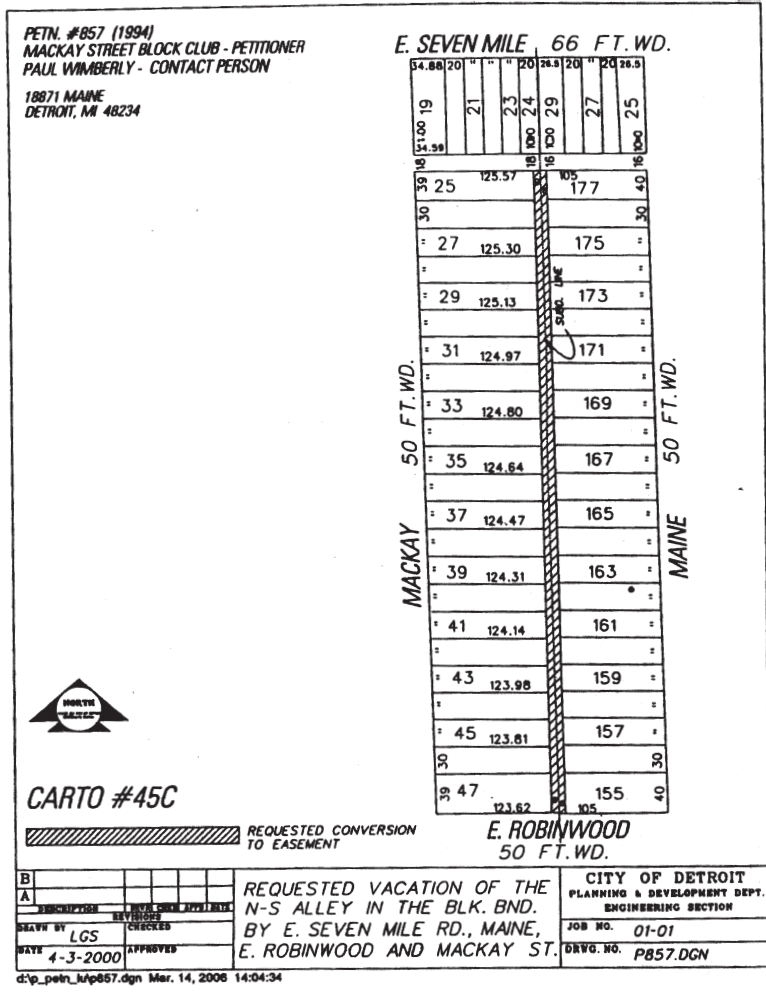 PETN. #857 (1994)
MACKAY STREET BLOCK CLUB - PETITIONER
PAUL WIMBERLY - CONTACT PERSON
18871 MAINE
DETROIT, MI 48234
E. SEVEN MILE 66 FT. WD.
34.88 20 " " " 20 26.5 20 " 20 26.5
19 21 23 24 29 27 25
100 100 100
34.59
18 18 16 16
39 25 125.57 105 177 40
30
" 27 125.30 175 "
" "
" 29 125.13 173 "
SUBD. LINE
" "
" 31 124.97 171 "
" "
" 33 124.80 169 "
" "
" 35 124.64 167 "
" "
" 37 124.47 165 "
" "
" 39 124.31 163 "
" "
" 41 124.14 161 "
" "
" 43 123.98 159 "
" "
" 45 123.81 157 "
30 30
39 47 123.62 105 155 40
MACKAY 50 FT. WD.
MAINE 50 FT. WD.
E. ROBINWOOD
50 FT. WD.
NORTH
CARTO #45C
REQUESTED CONVERSION
TO EASEMENT
B
A
DESCRIPTION DATE
REVISIONS
DRAWN BY LGS CHECKED
DATE 4-3-2000 APPROVED
REQUESTED VACATION OF THE
N-S ALLEY IN THE BLK. BND.
BY E. SEVEN MILE RD., MAINE,
E. ROBINWOOD AND MACKAY ST.
CITY OF DETROIT
PLANNING & DEVELOPMENT DEPT.
ENGINEERING SECTION
JOB NO. 01-01
DRWG. NO. P857.DGN
d:\p_petn_lu\p857.dgn Mar. 14, 2006 14:04:34